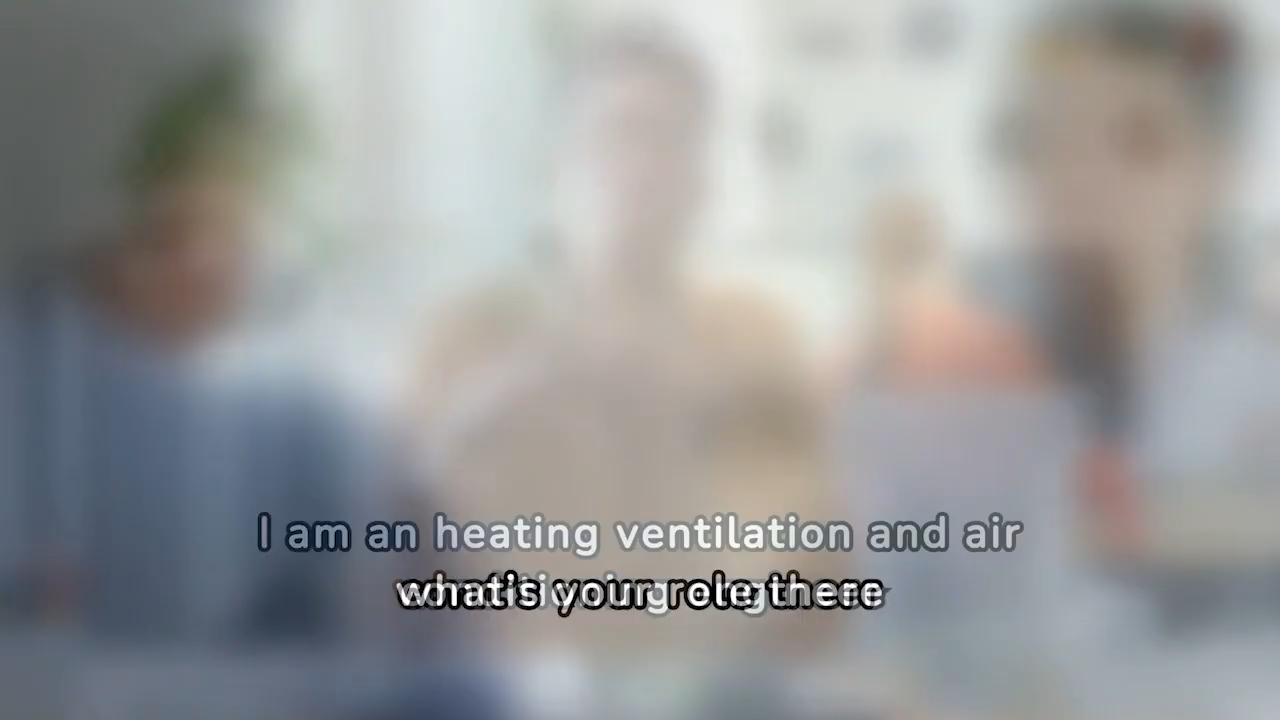 I am an heating ventilation and air
what's your role there